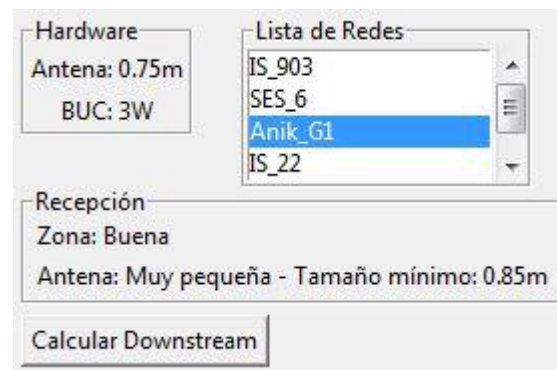 Hardware
Antena: 0.75m
BUC: 3W
Lista de Redes
IS_903
SES_6
Anik_G1
IS_22
Recepción
Zona: Buena
Antena: Muy pequeña - Tamaño mínimo: 0.85m
Calcular Downstream